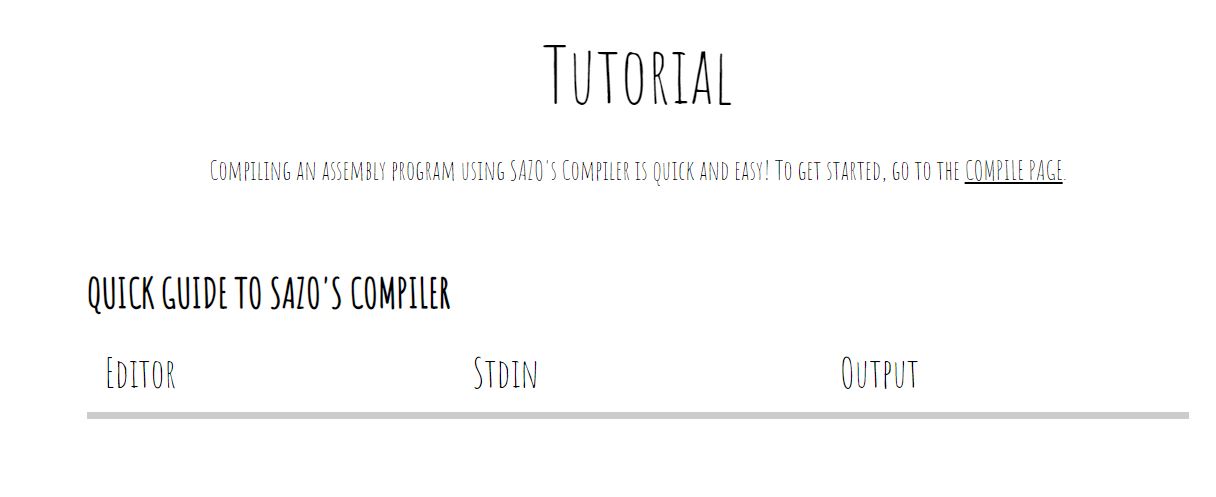 Tutorial
Compiling an assembly program using SAZO's Compiler is quick and easy! To get started, go to the COMPILE PAGE.
QUICK GUIDE TO SAZO'S COMPILER
Editor Stdin Output